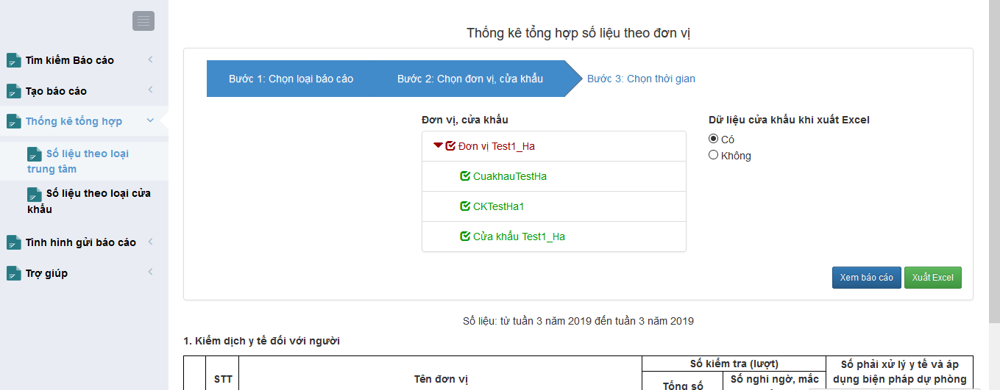 Thống kê tổng hợp số liệu theo đơn vị
Tìm kiếm Báo cáo
Tạo báo cáo
Thống kê tổng hợp
Số liệu theo loại
trung tâm
Số liệu theo loại cửa
khẩu
Tình hình gửi báo cáo
Trợ giúp
Bước 1: Chọn loại báo cáo
Bước 2: Chọn đơn vị, cửa khẩu
Bước 3: Chọn thời gian
Đơn vị, cửa khẩu
Đơn vị Test1_Ha
CuakhauTestHa
CKTestHa1
Cửa khẩu Test1_Ha
Dữ liệu cửa khẩu khi xuất Excel
Có
Không
Xem báo cáo
Xuất Excel
Số liệu: từ tuần 3 năm 2019 đến tuần 3 năm 2019
1. Kiểm dịch y tế đối với người
STT
Tên đơn vị
Số kiểm tra (lượt)
Tổng số
Số nghi ngờ, mắc
Số phải xử lý y tế và áp
dụng biện pháp dự phòng